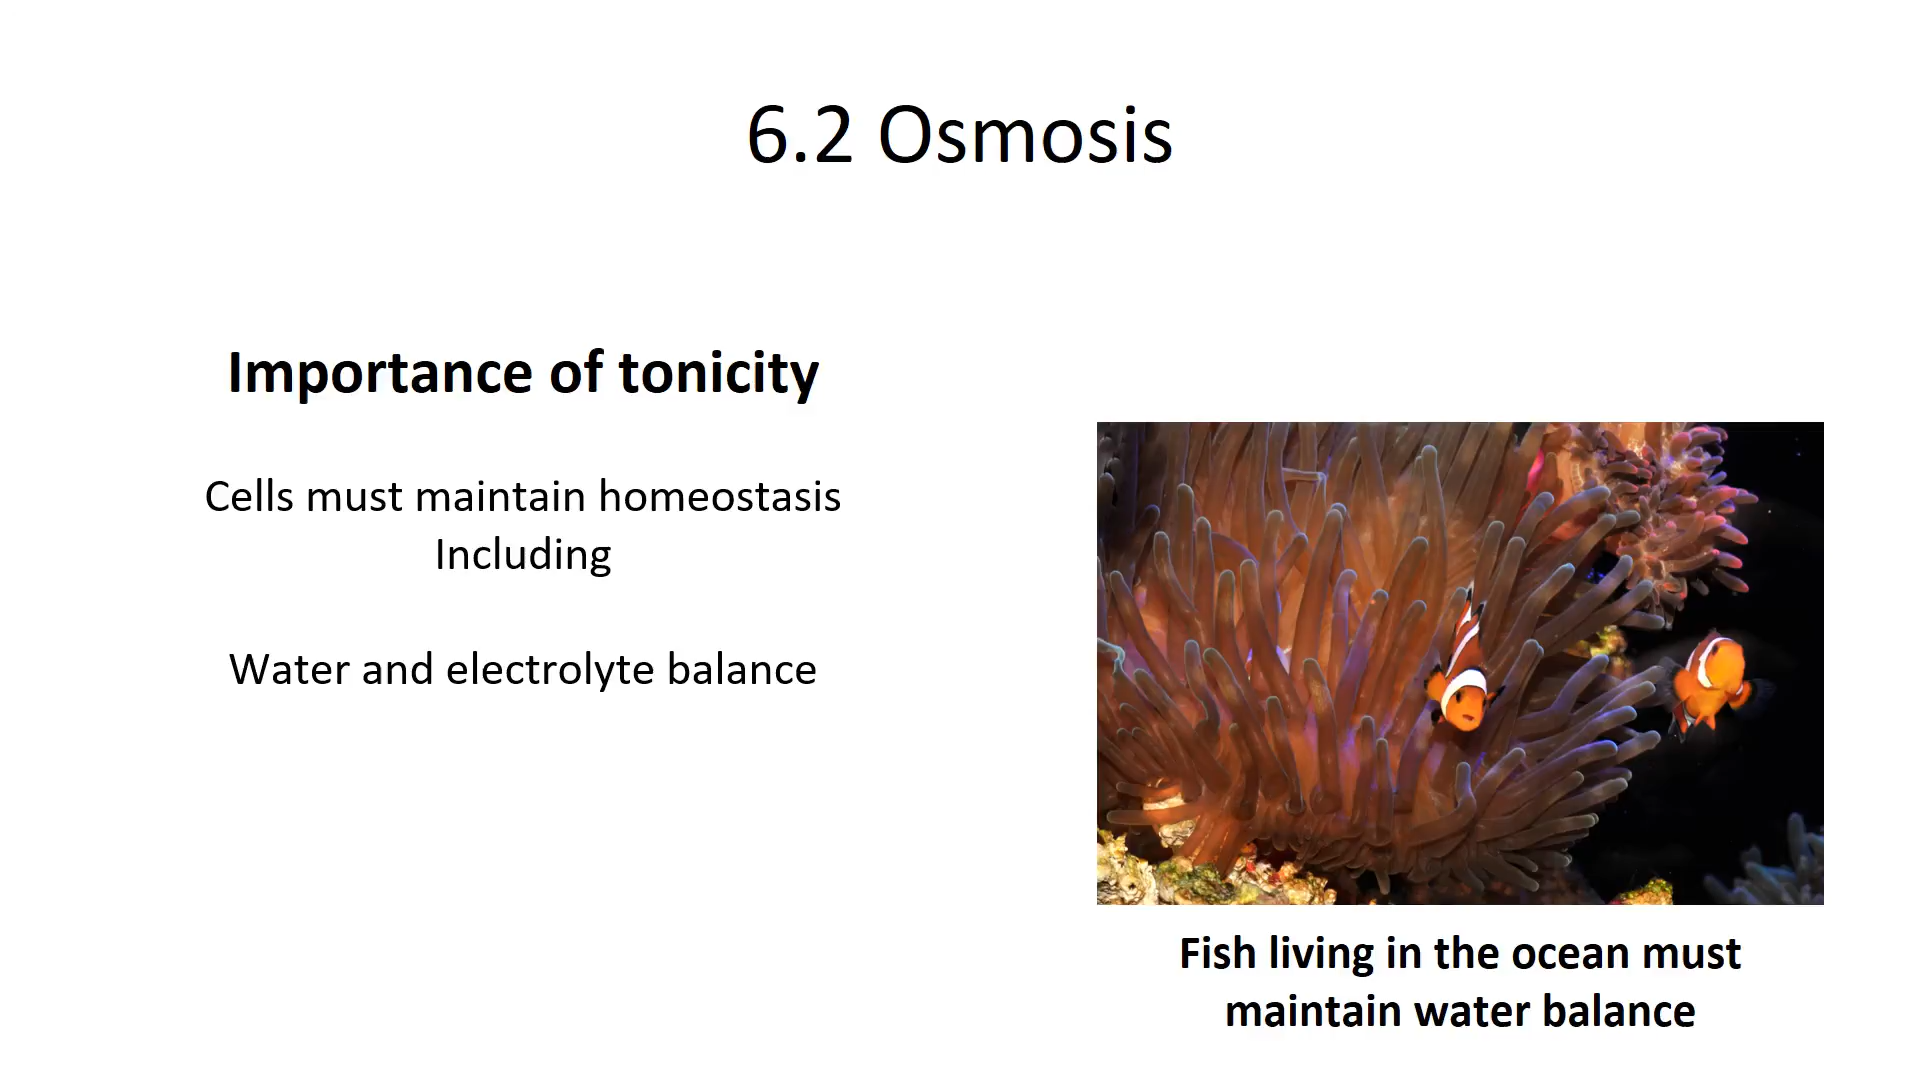 6.2 Osmosis
Importance of tonicity
Cells must maintain homeostasis
Including
Water and electrolyte balance
Fish living in the ocean must
maintain water balance